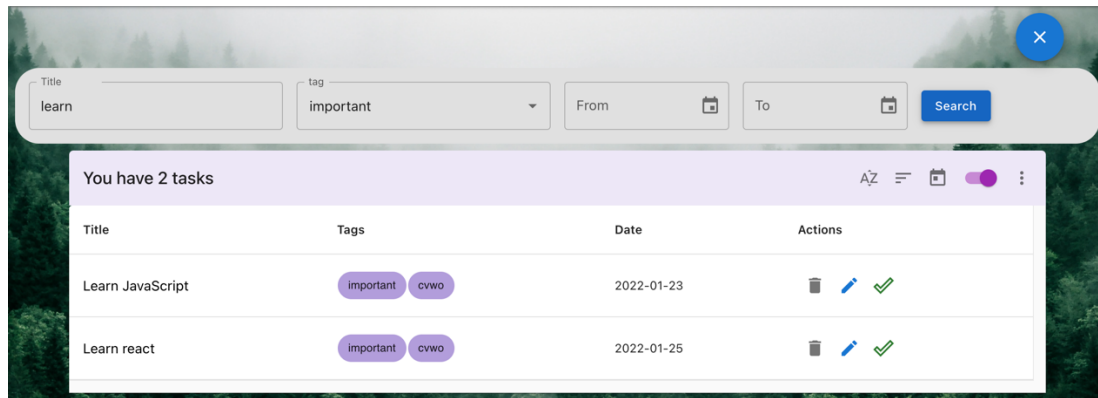 Title tag
learn important From To Search
You have 2 tasks
Title Tags Date Actions
Learn JavaScript important cvwo 2022-01-23
Learn react important cvwo 2022-01-25